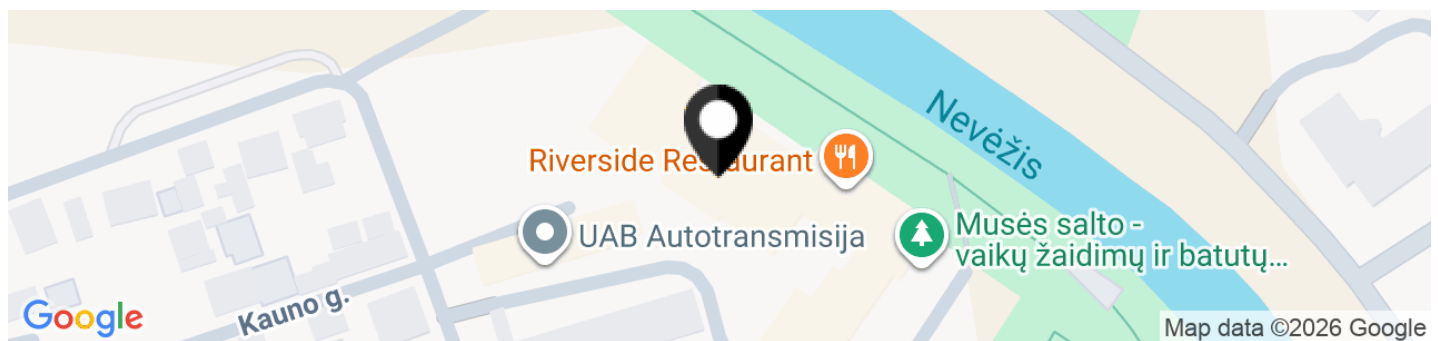 Nevėžis
Riverside Restaurant
UAB Autotransmisija
Musės salto -
vaikų žaidimų ir batutų...
Kauno g.
Google
Map data ©2026 Google